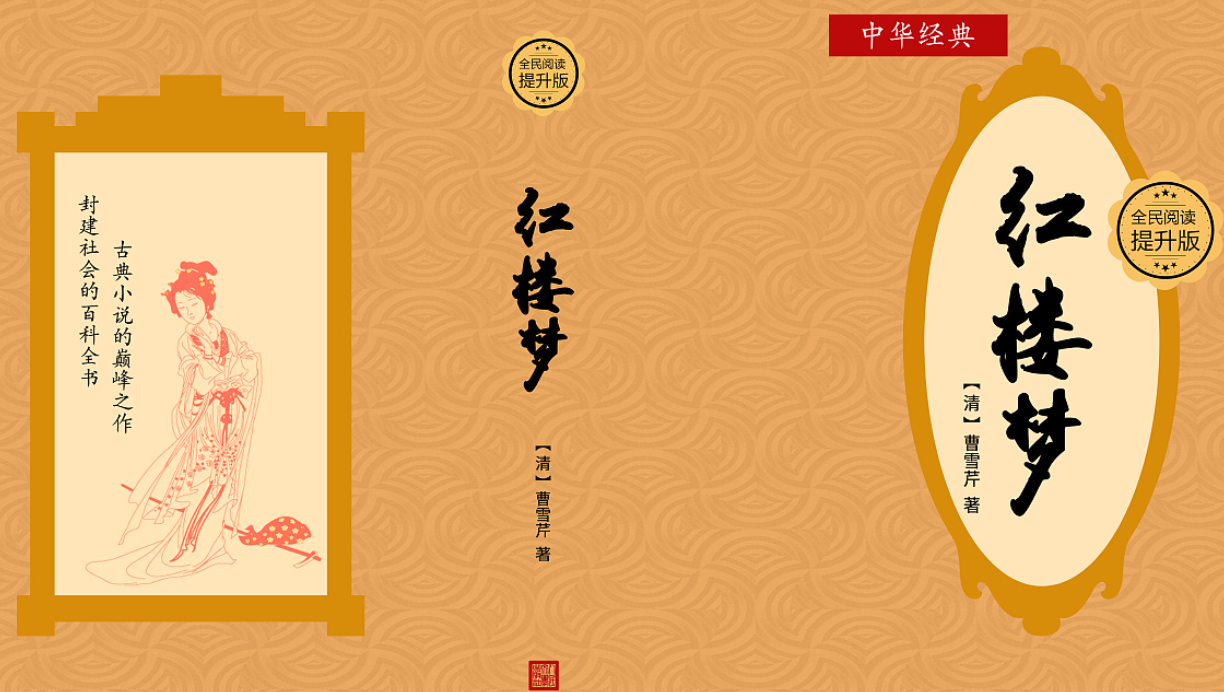 封建社会的百科全书
古典小说的巅峰之作
全民阅读
提升版
红楼梦
【清】曹雪芹 著
中华经典
红楼梦
全民阅读
提升版
【清】曹雪芹 著